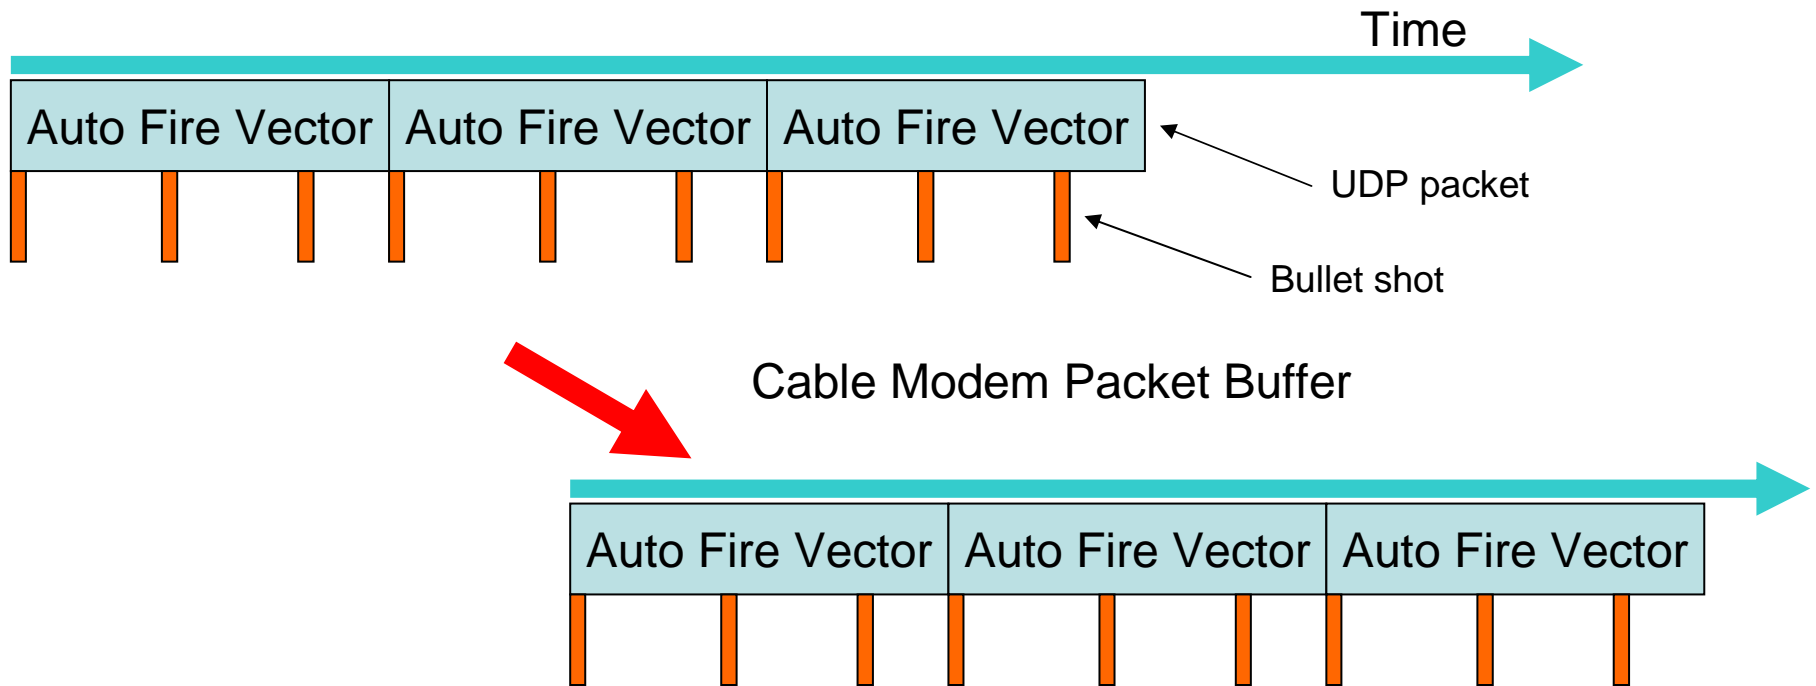 Time
Auto Fire Vector Auto Fire Vector Auto Fire Vector
UDP packet
Bullet shot
Cable Modem Packet Buffer
Auto Fire Vector Auto Fire Vector Auto Fire Vector